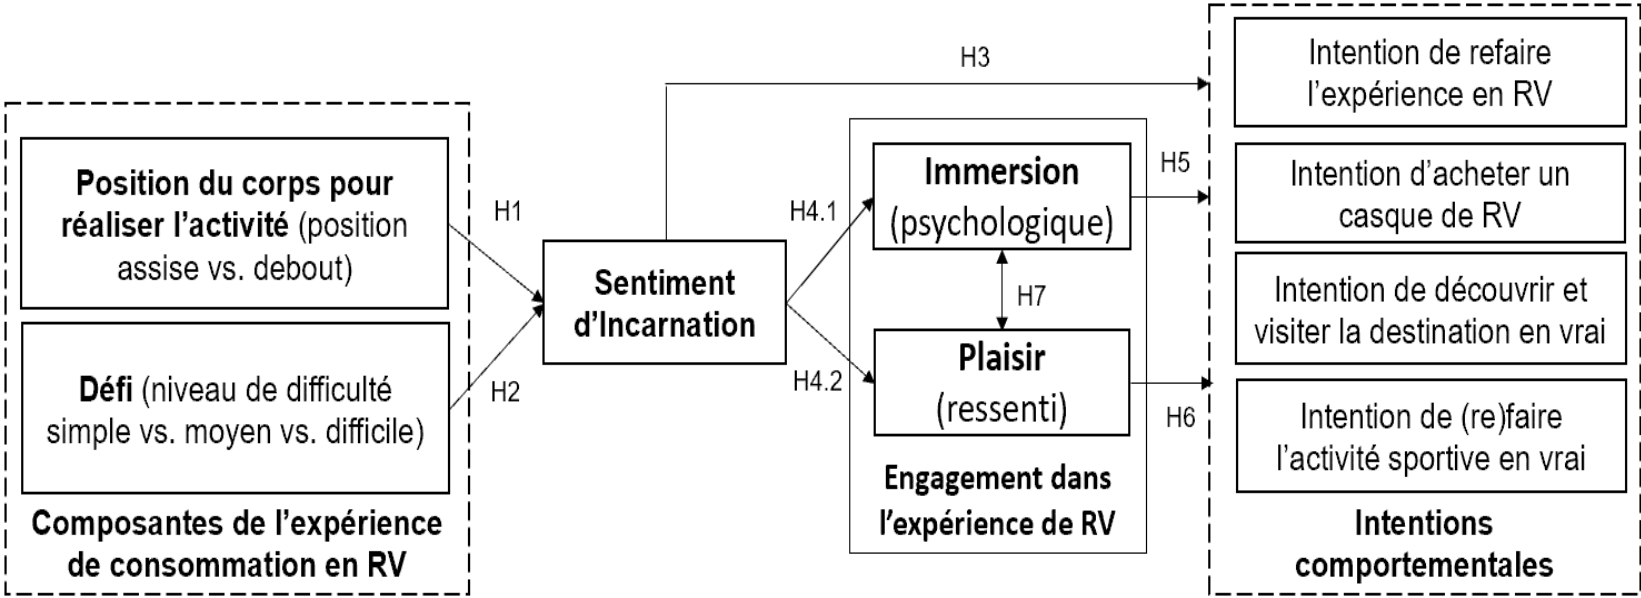 Position du corps pour
réaliser l’activité (position
assise vs. debout)
Défi (niveau de difficulté
simple vs. moyen vs. difficile)
Composantes de l’expérience
de consommation en RV
H1
H2
Sentiment
d’Incarnation
H3
H4.1
H4.2
Immersion
(psychologique)
H7
Plaisir
(ressenti)
Engagement dans
l’expérience de RV
H5
H6
Intention de refaire
l’expérience en RV
Intention d’acheter un
casque de RV
Intention de découvrir et
visiter la destination en vrai
Intention de (re)faire
l’activité sportive en vrai
Intentions
comportementales